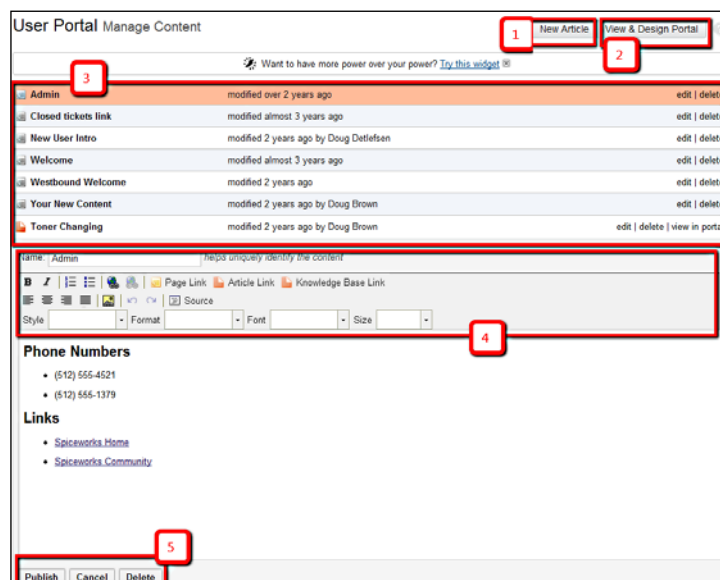 User Portal Manage Content
1
New Article
View & Design Portal
2
Want to have more power over your power? Try this widget
3
Admin modified over 2 years ago edit | delet
Closed tickets link modified almost 3 years ago edit | delet
New User Intro modified 2 years ago by Doug Detlefsen edit | delet
Welcome modified almost 3 years ago edit | delet
Westbound Welcome modified 2 years ago edit | delet
Your New Content modified 2 years ago by Doug Brown edit | delet
Toner Changing modified 2 years ago by Doug Brown edit | delete | view in porta
Name: Admin helps uniquely identify the content
B I Page Link Article Link Knowledge Base Link
Source
Style Format Font Size
4
Phone Numbers
• (512) 555-4521
• (512) 555-1379
Links
• Spiceworks Home
• Spiceworks Community
5
Publish Cancel Delete